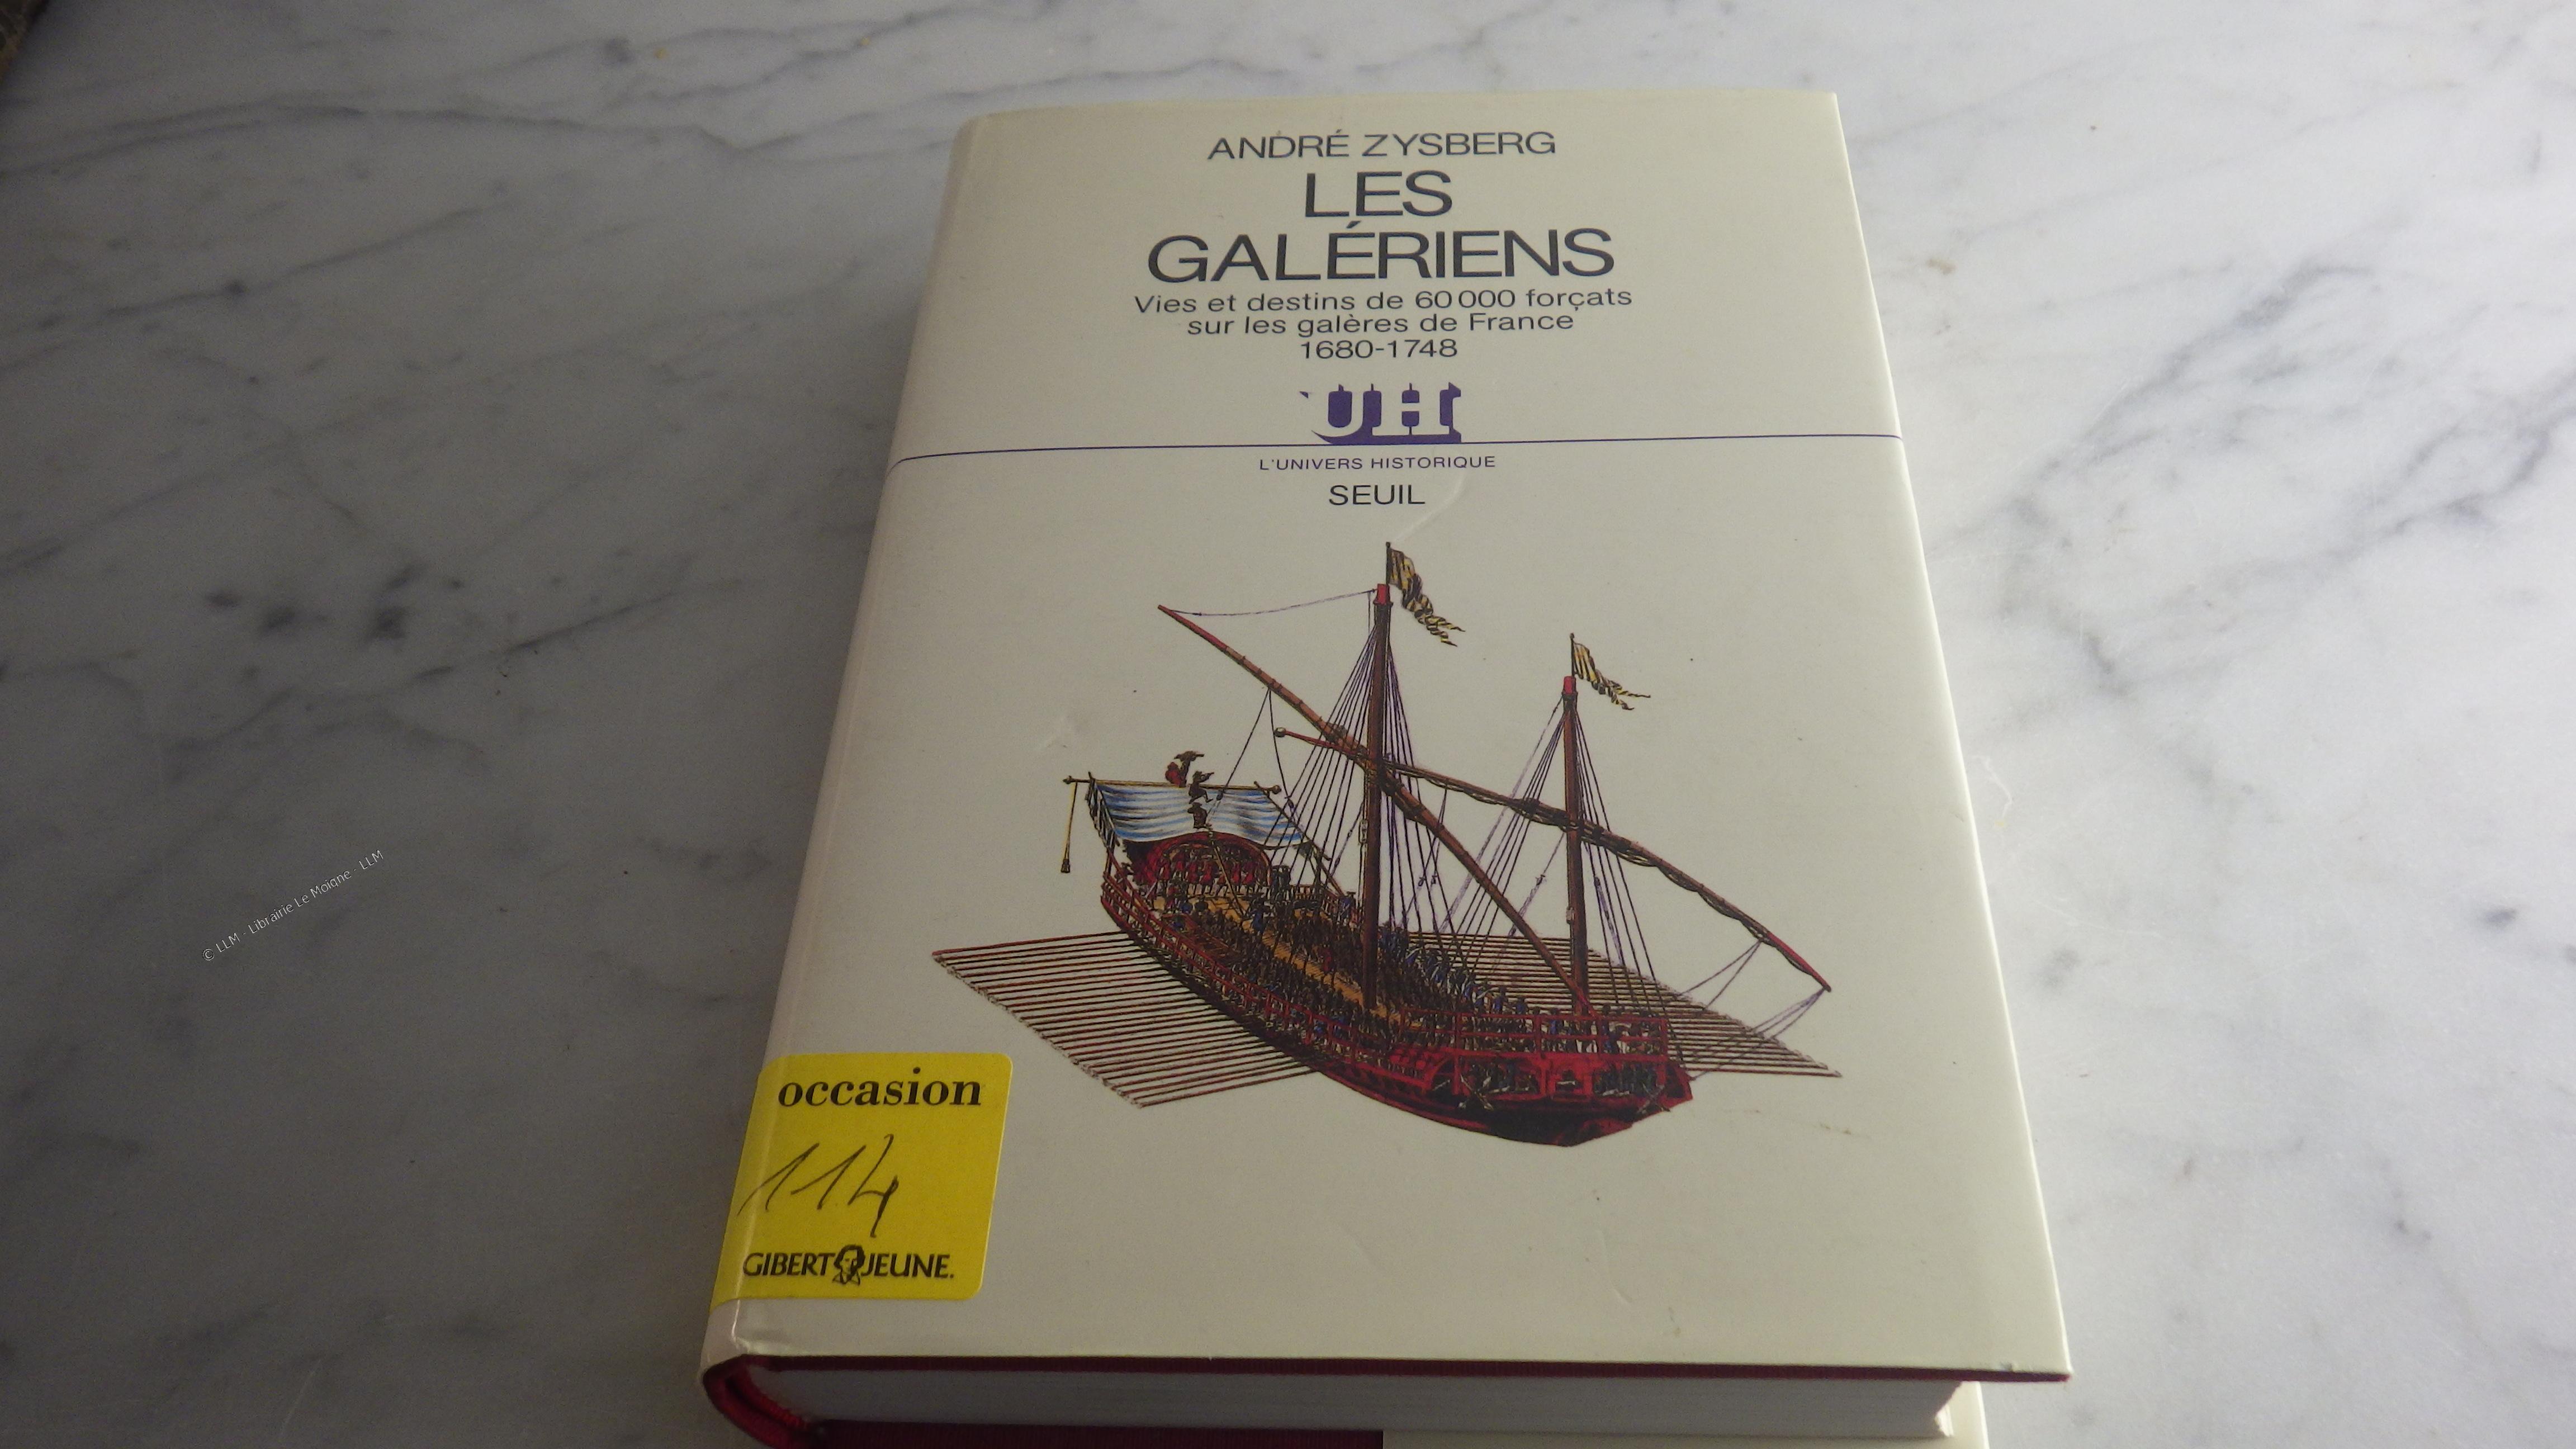 ANDRÉ ZYSBERG
LES
GALÉRIENS
Vies et destins de 60 000 forçats
sur les galères de France
1680-1748
UH
L'UNIVERS HISTORIQUE
SEUIL
© LLM - Librairie Le Moigne - LLM
occasion
114
GIBERT JEUNE.